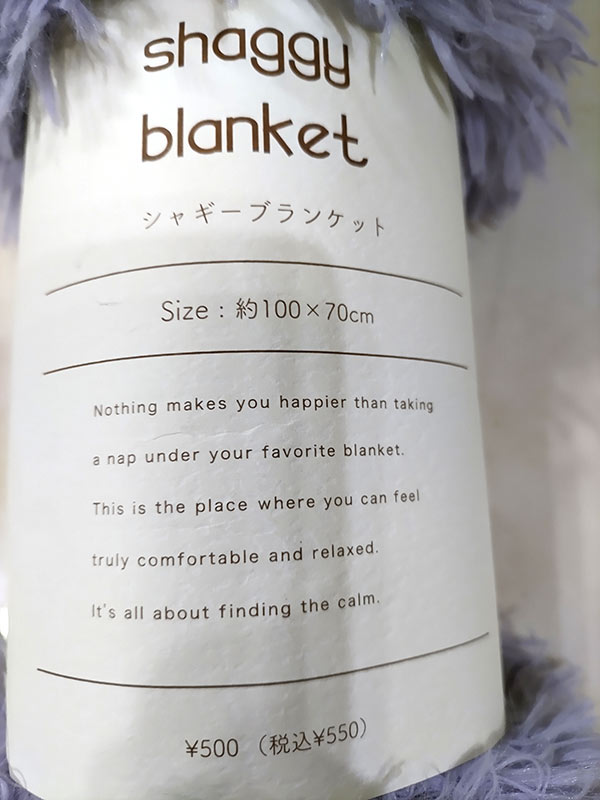 shaggy
blanket
シャギーブランケット
Size : 約100×70cm
Nothing makes you happier than taking
a nap under your favorite blanket.
This is the place where you can feel
truly comfortable and relaxed.
It's all about finding the calm.
¥500 （税込¥550）